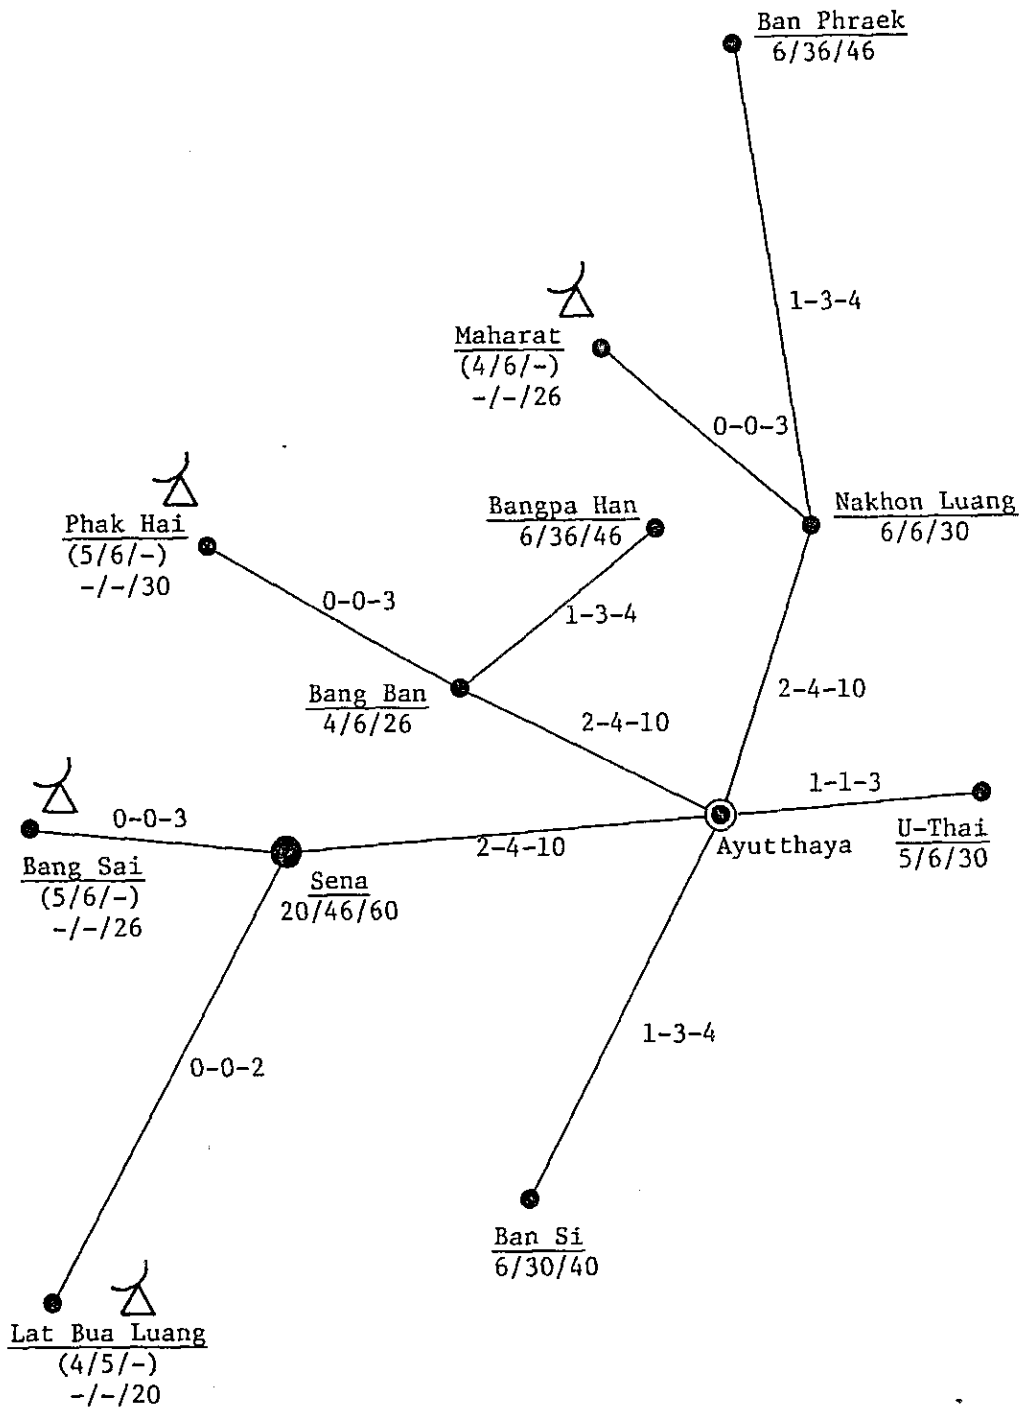 Ban Phraek
6/36/46
1-3-4
Maharat
(4/6/-)
-/-/26
0-0-3
Nakhon Luang
6/6/30
Bangpa Han
6/36/46
Phak Hai
(5/6/-)
-/-/30
0-0-3
1-3-4
Bang Ban
4/6/26
2-4-10
2-4-10
1-1-3
U-Thai
5/6/30
Ayutthaya
0-0-3
Bang Sai
(5/6/-)
-/-/26
2-4-10
Sena
20/46/60
1-3-4
0-0-2
Ban Si
6/30/40
Lat Bua Luang
(4/5/-)
-/-/20